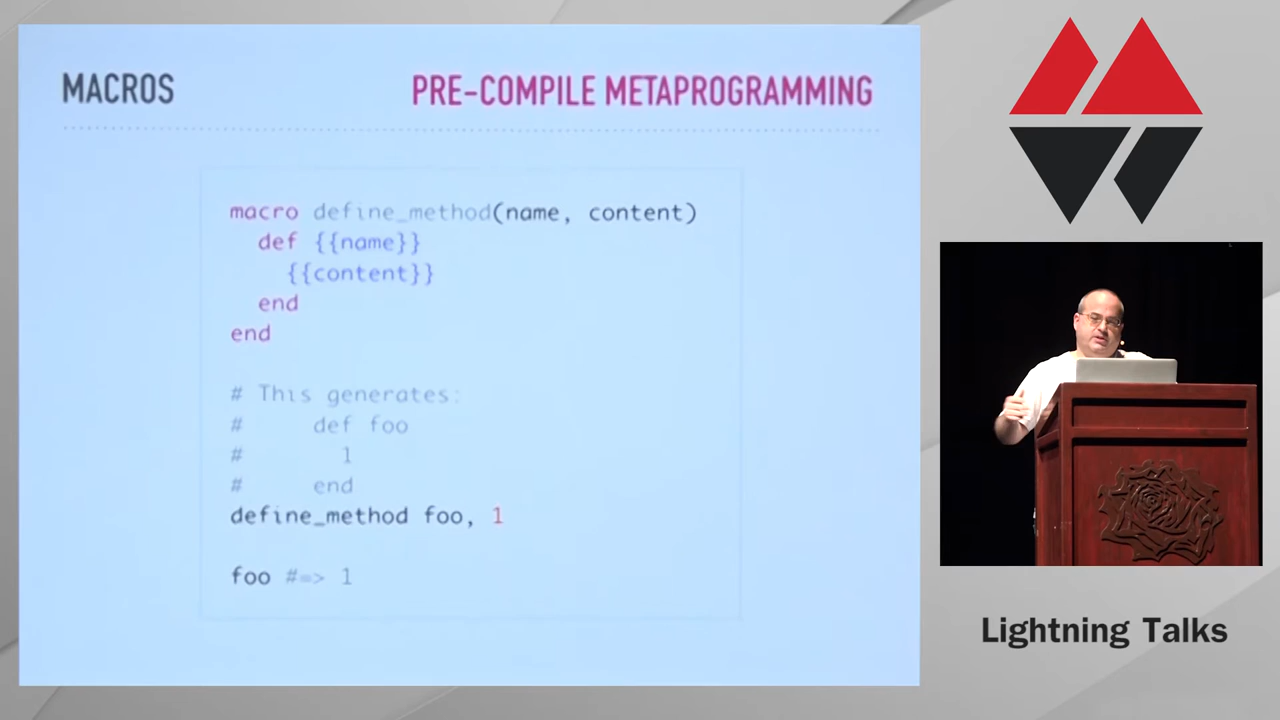 MACROS
PRE-COMPILE METAPROGRAMMING
macro define_method(name, content)
def {{name}}
{{content}}
end
end
# This generates:
# def foo
# 1
# end
define_method foo, 1
foo #=> 1
Lightning Talks